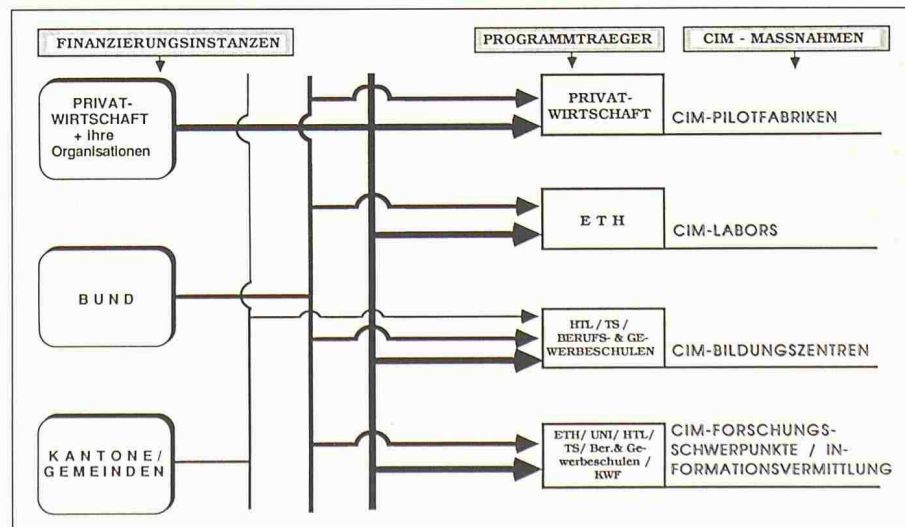 FINANZIERUNGSINSTANZEN
PROGRAMMTRAEGER
CIM - MASSNAHMEN
PRIVAT-
WIRTSCHAFT
+ ihre
Organisationen
PRIVAT-
WIRTSCHAFT
CIM-PILOTFABRIKEN
E T H
CIM-LABORS
B U N D
HTL / TS /
BERUFS- & GE-
WERBESCHULEN
CIM-BILDUNGSZENTREN
K A N T O N E /
G E M E I N D E N
ETH/ UNI/ HTL/
TS/ Ber.& Ge-
werbeschulen /
KWF
CIM-FORSCHUNGS-
SCHWERPUNKTE / IN-
FORMATIONSVERMITTLUNG